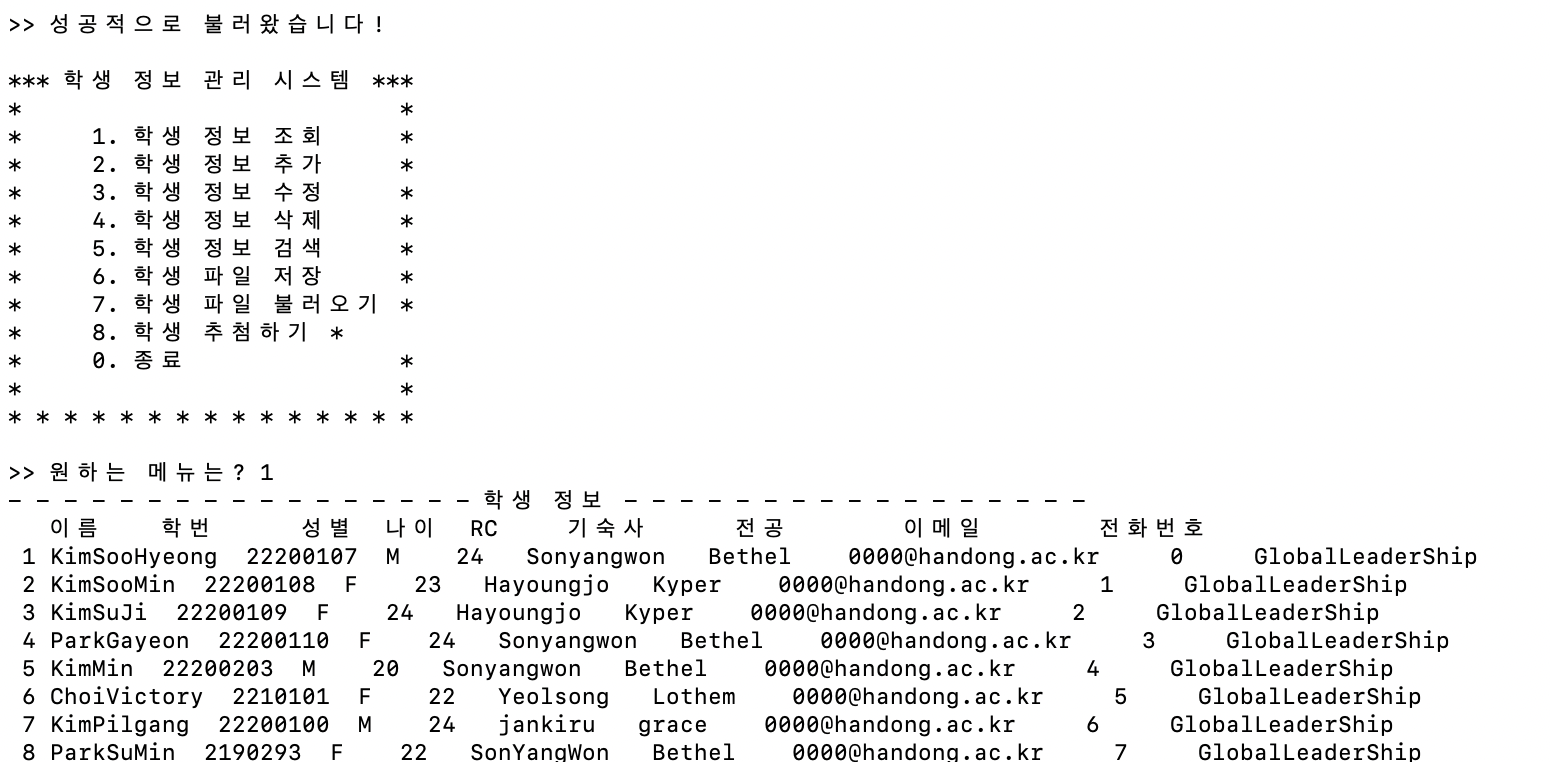 >> 성공적으로 불러왔습니다!
*** 학생 정보 관리 시스템 ***
* *
* 1. 학생 정보 조회 *
* 2. 학생 정보 추가 *
* 3. 학생 정보 수정 *
* 4. 학생 정보 삭제 *
* 5. 학생 정보 검색 *
* 6. 학생 파일 저장 *
* 7. 학생 파일 불러오기 *
* 8. 학생 추첨하기 *
* 0. 종료 *
* *
* * * * * * * * * * * * * * *
>> 원하는 메뉴는? 1
- - - - - - - - - - - - - - - - - 학생 정보 - - - - - - - - - - - - - - - - -
이름 학번 성별 나이 RC 기숙사 전공 이메일 전화번호
1 KimSooHyeong 22200107 M 24 Sonyangwon Bethel 0000@handong.ac.kr 0 GlobalLeaderShip
2 KimSooMin 22200108 F 23 Hayoungjo Kyper 0000@handong.ac.kr 1 GlobalLeaderShip
3 KimSuJi 22200109 F 24 Hayoungjo Kyper 0000@handong.ac.kr 2 GlobalLeaderShip
4 ParkGayeon 22200110 F 24 Sonyangwon Bethel 0000@handong.ac.kr 3 GlobalLeaderShip
5 KimMin 22200203 M 20 Sonyangwon Bethel 0000@handong.ac.kr 4 GlobalLeaderShip
6 ChoiVictory 2210101 F 22 Yeolsong Lothem 0000@handong.ac.kr 5 GlobalLeaderShip
7 KimPilgang 22200100 M 24 jankiru grace 0000@handong.ac.kr 6 GlobalLeaderShip
8 ParkSuMin 2190293 F 22 SonYangWon Bethel 0000@handong.ac.kr 7 GlobalLeaderShip